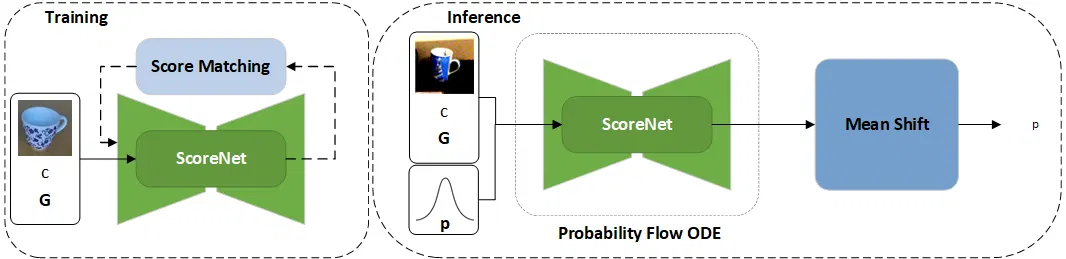 Training
Score Matching
ScoreNet
C
G
Inference
C
G
p
ScoreNet
Probability Flow ODE
Mean Shift
p